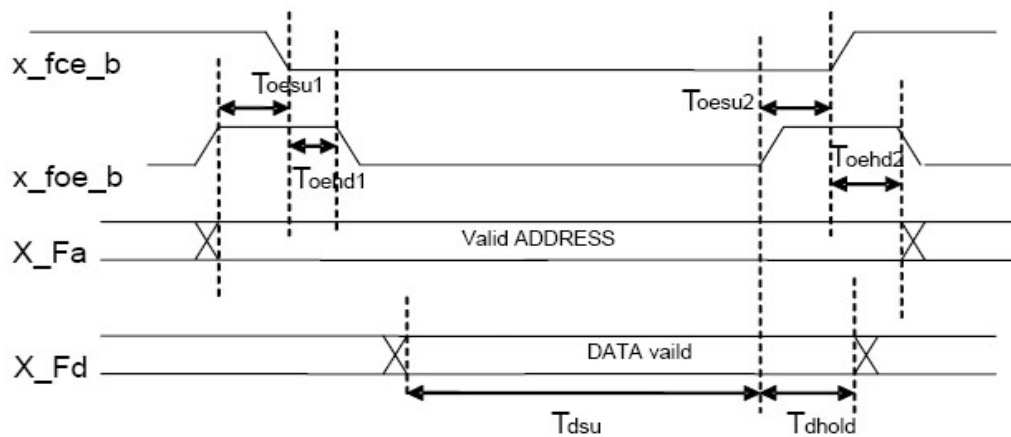 x_fce_b
Toesu1
Toesu2
x_foe_b
Toehd1
Toehd2
X_Fa
Valid ADDRESS
X_Fd
DATA vaild
Tdsu
Tdhold